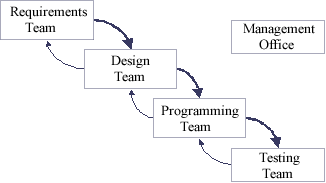 Requirements
Team
Management
Office
Design
Team
Programming
Team
Testing
Team